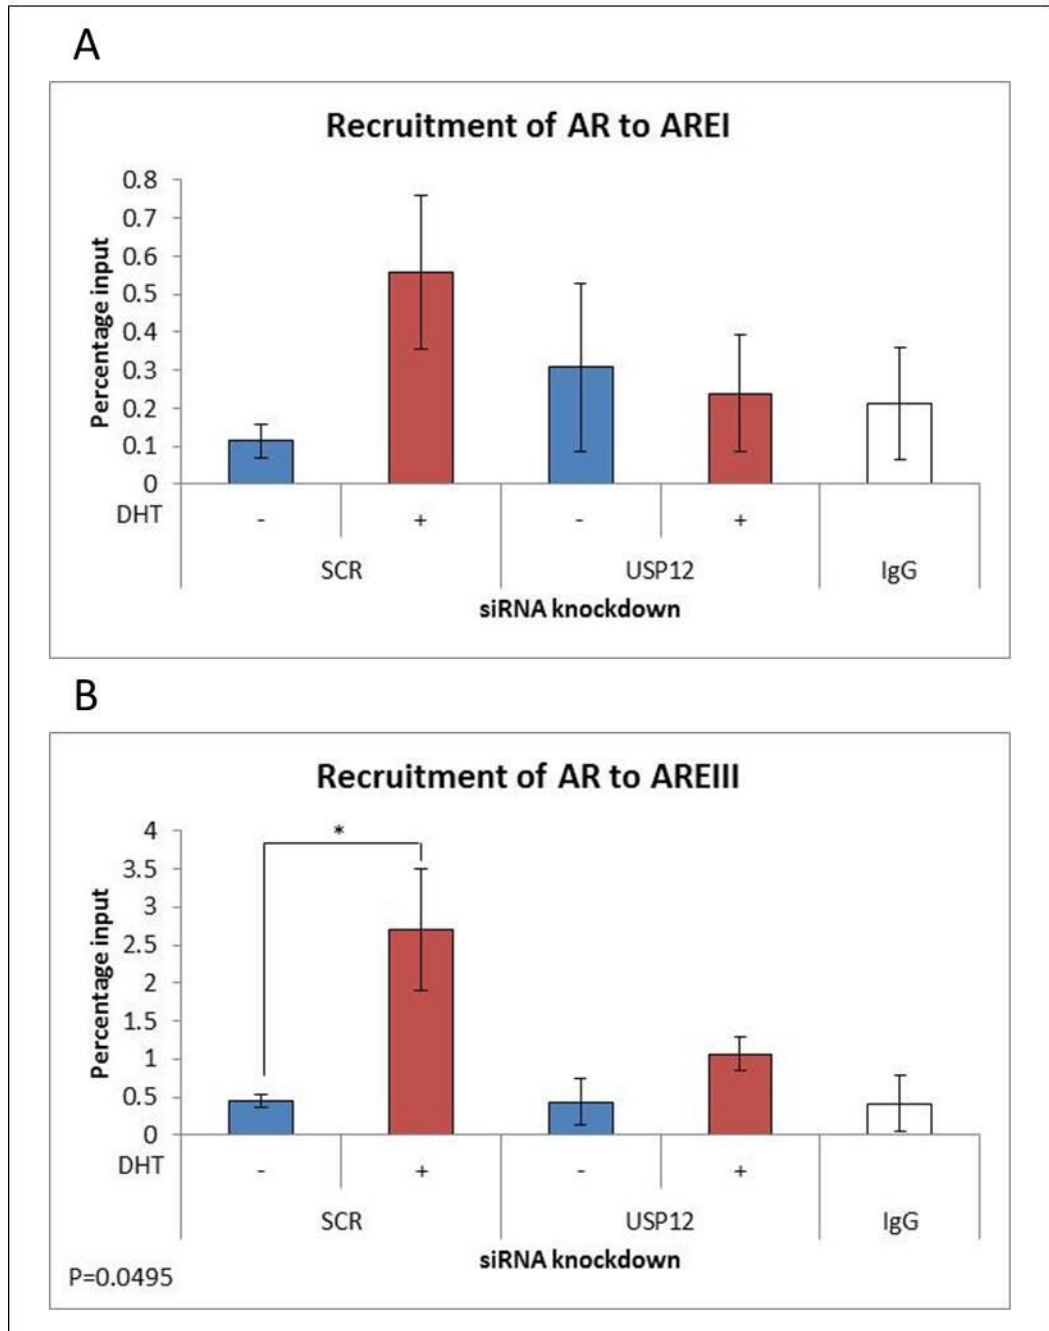 A
Recruitment of AR to AREI
Percentage input
0.8
0.7
0.6
0.5
0.4
0.3
0.2
0.1
0
DHT - + - +
SCR USP12 IgG
siRNA knockdown
B
Recruitment of AR to AREIII
Percentage input
*
4
3.5
3
2.5
2
1.5
1
0.5
0
DHT - + - +
SCR USP12 IgG
siRNA knockdown
P=0.0495